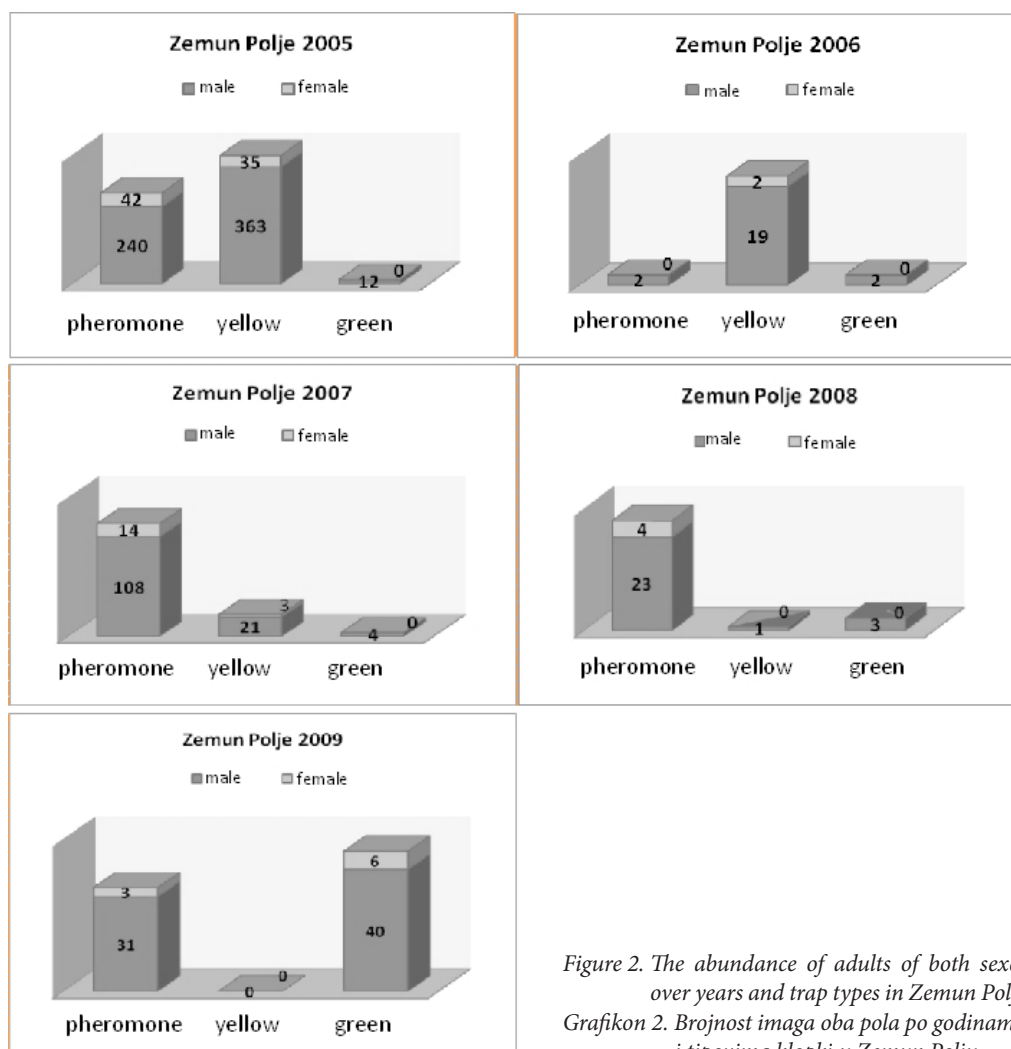 Zemun Polje 2005
male female
42
240
35
363
0
12
pheromone yellow green
Zemun Polje 2006
male female
0
2
2
19
0
2
pheromone yellow green
Zemun Polje 2007
male female
14
108
3
21
0
4
pheromone yellow green
Zemun Polje 2008
male female
4
23
0
1
0
3
pheromone yellow green
Zemun Polje 2009
male female
3
31
0
0
6
40
pheromone yellow green
Figure 2. The abundance of adults of both
over years and trap types in Zemun
Grafikon 2. Brojnost imaga oba pola po